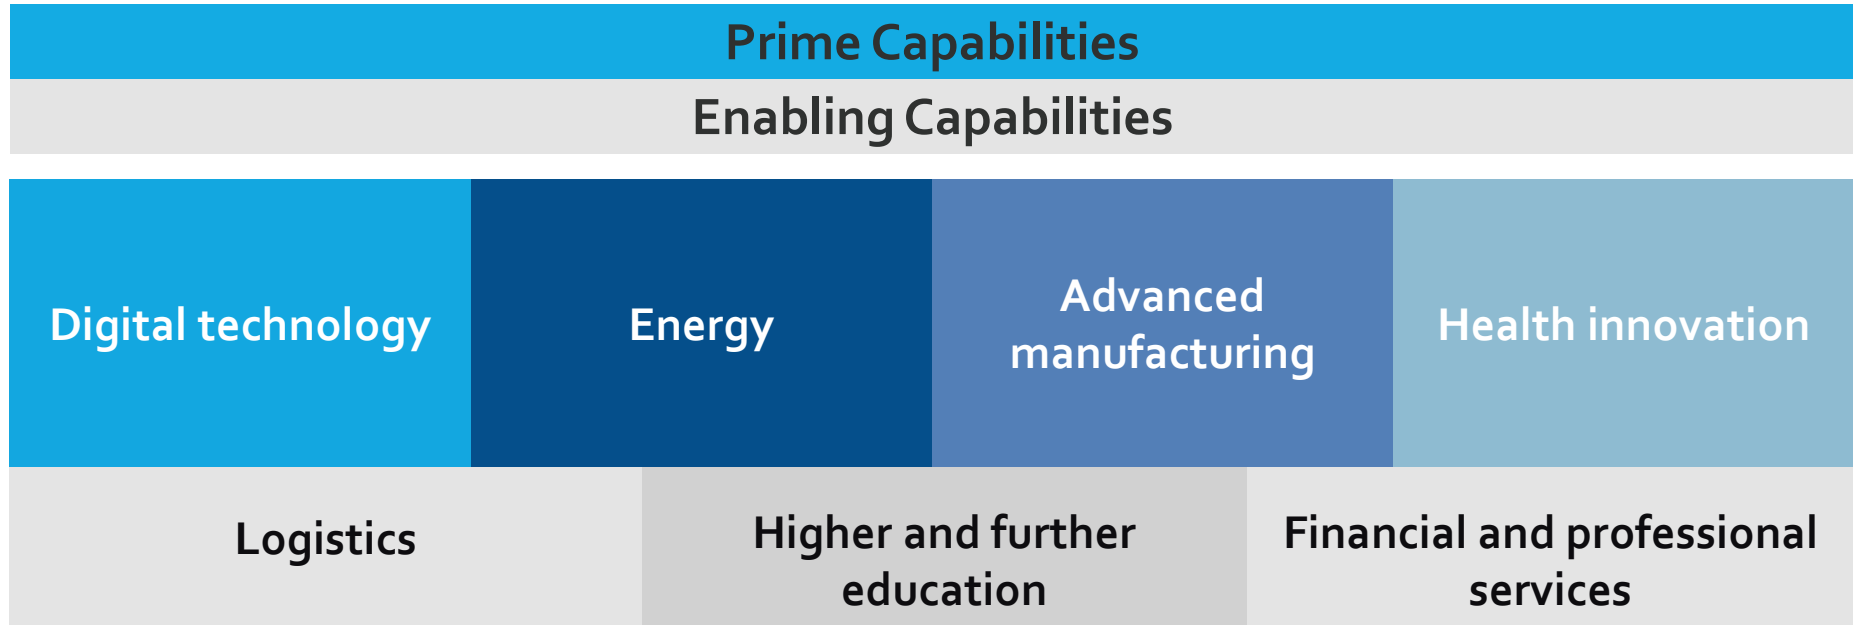 Prime Capabilities
Enabling Capabilities
Digital technology
Energy
Advanced
manufacturing
Health innovation
Logistics
Higher and further
education
Financial and professional
services